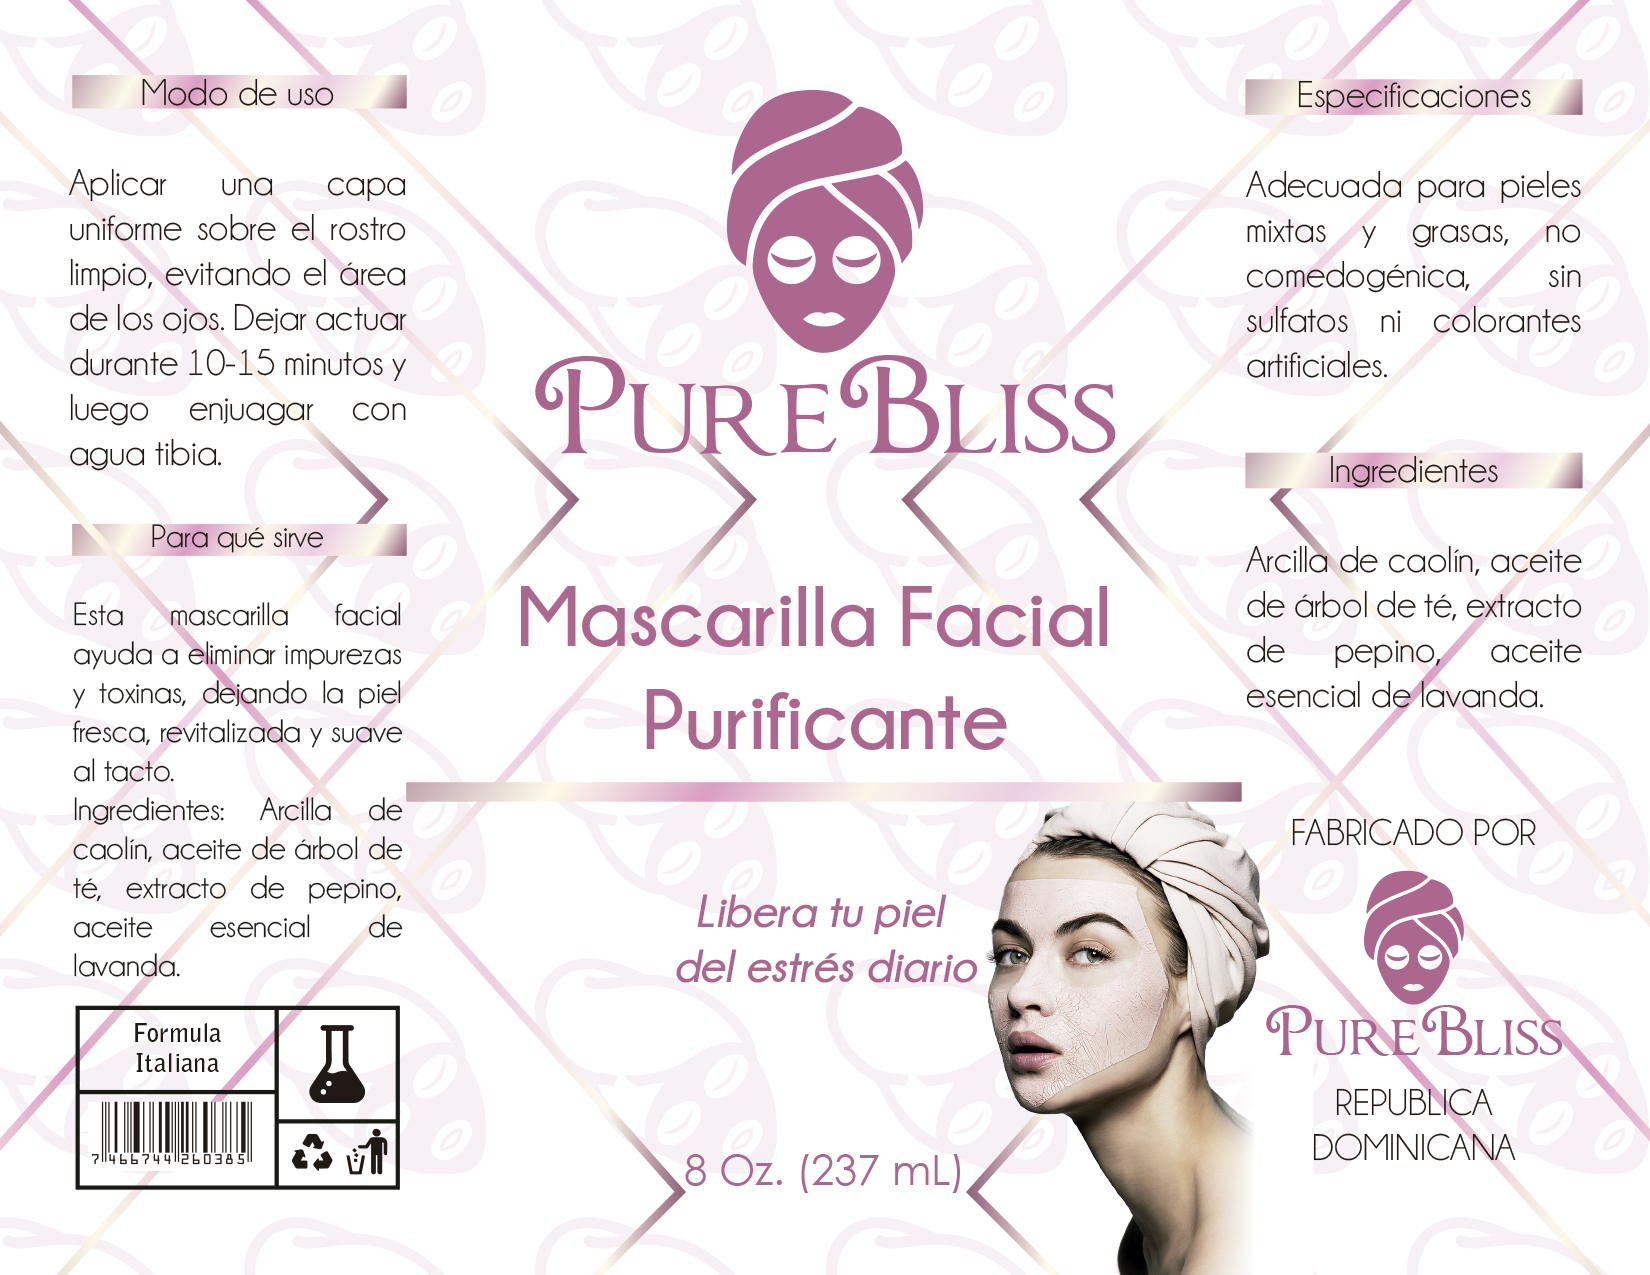 Modo de uso
Aplicar una capa
uniforme sobre el rostro
limpio, evitando el área
de los ojos. Dejar actuar
durante 10-15 minutos y
luego enjuagar con
agua tibia.
Para qué sirve
Esta mascarilla facial
ayuda a eliminar impurezas
y toxinas, dejando la piel
fresca, revitalizada y suave
al tacto.
Ingredientes: Arcilla de
caolín, aceite de árbol de
té, extracto de pepino,
aceite esencial de
lavanda.
Formula
Italiana
7 466744 260385
PUREBLISS
Mascarilla Facial
Purificante
Libera tu piel
del estrés diario
8 Oz. (237 mL)
Especificaciones
Adecuada para pieles
mixtas y grasas, no
comedogénica, sin
sulfatos ni colorantes
artificiales.
Ingredientes
Arcilla de caolín, aceite
de árbol de té, extracto
de pepino, aceite
esencial de lavanda.
FABRICADO POR
PUREBLISS
REPUBLICA
DOMINICANA